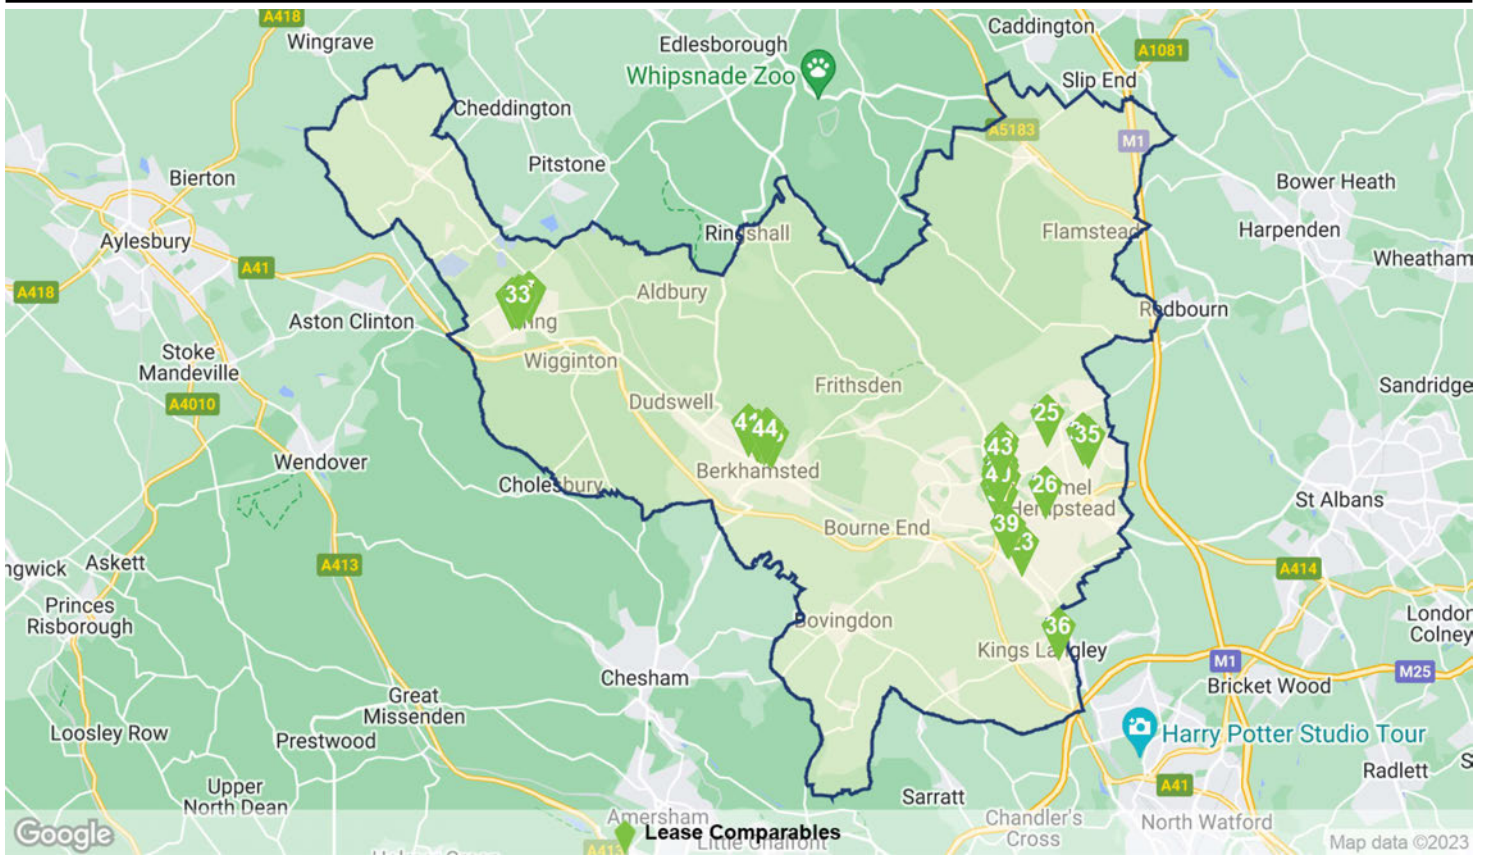 A418
Wingrave
Caddington
Edlesborough
A1081
Whipsnade Zoo
Slip End
Cheddington
A5183
M1
Pitstone
Bierton
Bower Heath
Ringshall
Flamstead
Harpenden
Aylesbury
Wheatham
A41
A418
Aldbury
33
Redbourn
Aston Clinton
Stoke
Mandeville
Wigginton
Frithsden
Sandridge
Dudswell
A4010
25
44
35
43
Wendover
Berkhamsted
Cholesbury
26
St Albans
Hempstead
39
Bourne End
Askett
A413
A414
Princes
Risborough
London
Colney
Bovingdon
36
Kings Langley
Chesham
M1
M25
Bricket Wood
Great
Missenden
Loosley Row
Prestwood
Harry Potter Studio Tour
Radlett
Upper
North Dean
A41
Sarratt
Amersham
Chandler's
Cross
North Watford
Google
A413
Lease Comparables
Little Chalfont
Map data ©2023